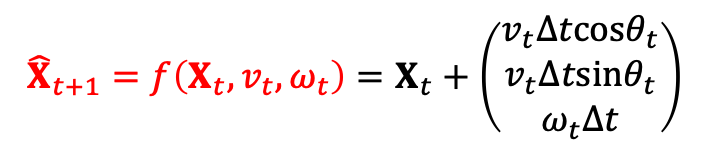 X̂ₜ₊₁ = f(Xₜ, vₜ, ωₜ) = Xₜ + (
vₜΔtcosθₜ
vₜΔtsinθₜ
ωₜΔt
)